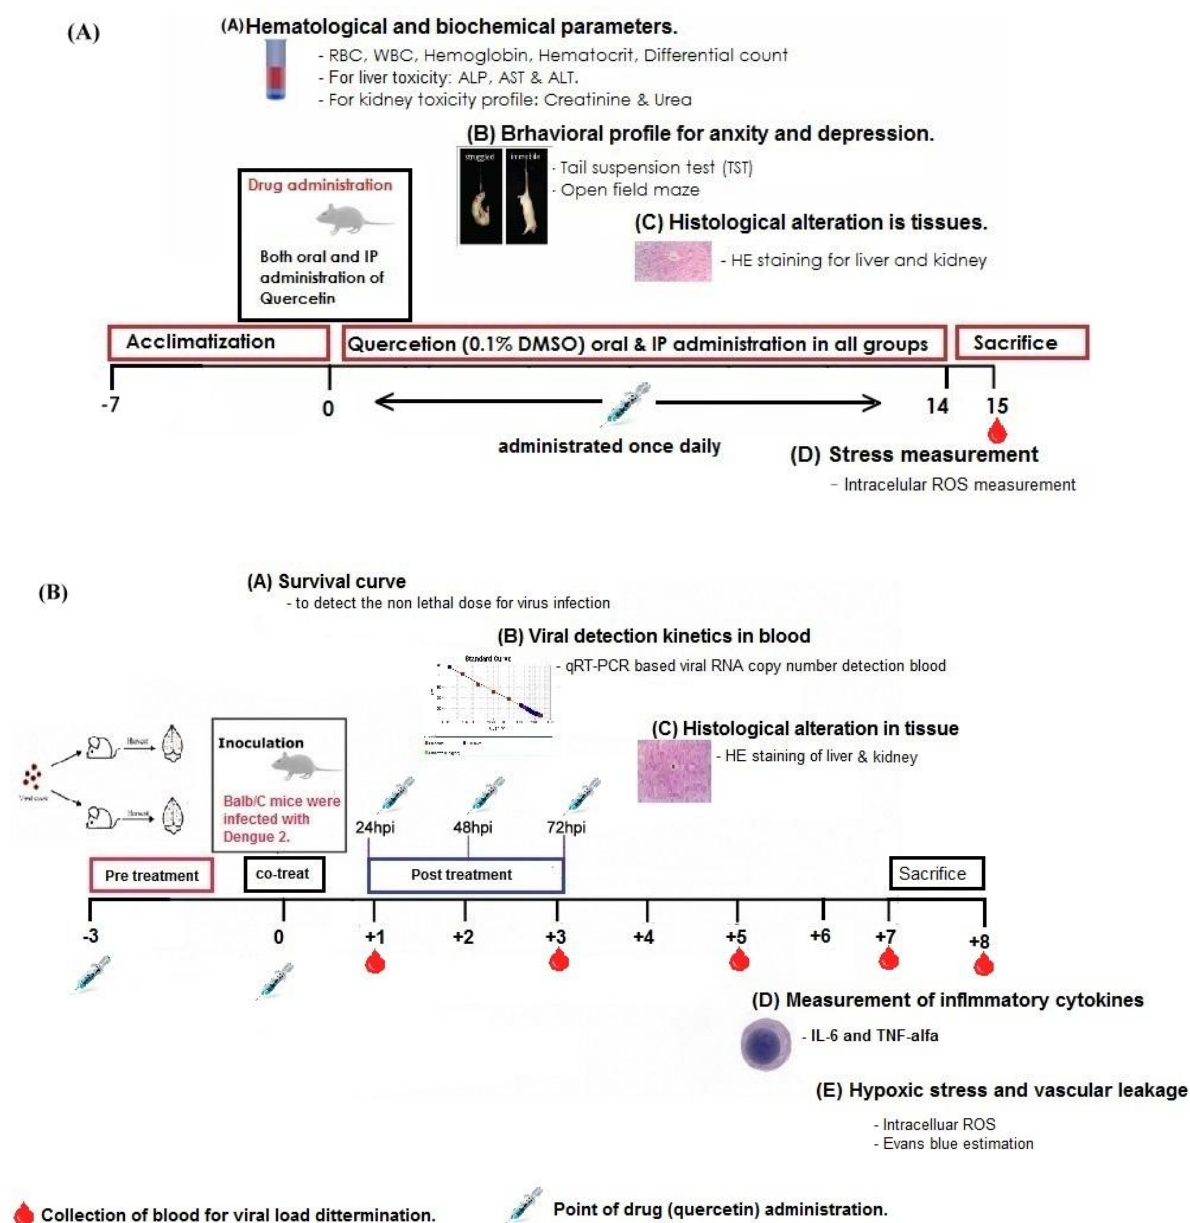 (A)
(A) Hematological and biochemical parameters.
- RBC, WBC, Hemoglobin, Hematocrit, Differential count
- For liver toxicity: ALP, AST & ALT.
- For kidney toxicity profile: Creatinine & Urea
(B) Brhavioral profile for anxity and depression.
struggled
immobile
- Tail suspension test (TST)
- Open field maze
(C) Histological alteration is tissues.
- HE staining for liver and kidney
Drug administration
Both oral and IP
administration of
Quercetin
Acclimatization
Quercetion (0.1% DMSO) oral & IP administration in all groups
Sacrifice
-7
0
14
15
administrated once daily
(D) Stress measurement
- Intracelular ROS measurement
(B)
(A) Survival curve
- to detect the non lethal dose for virus infection
(B) Viral detection kinetics in blood
- qRT-PCR based viral RNA copy number detection blood
Standard Curve
(C) Histological alteration in tissue
- HE staining of liver & kidney
Harvest
Harvest
Inoculation
Balb/C mice were
infected with
Dengue 2.
24hpi
48hpi
72hpi
Pre treatment
co-treat
Post treatment
Sacrifice
-3
0
+1
+2
+3
+4
+5
+6
+7
+8
(D) Measurement of inflmmatory cytokines
- IL-6 and TNF-alfa
(E) Hypoxic stress and vascular leakage
- Intracelluar ROS
- Evans blue estimation
Collection of blood for viral load dittermination.
Point of drug (quercetin) administration.